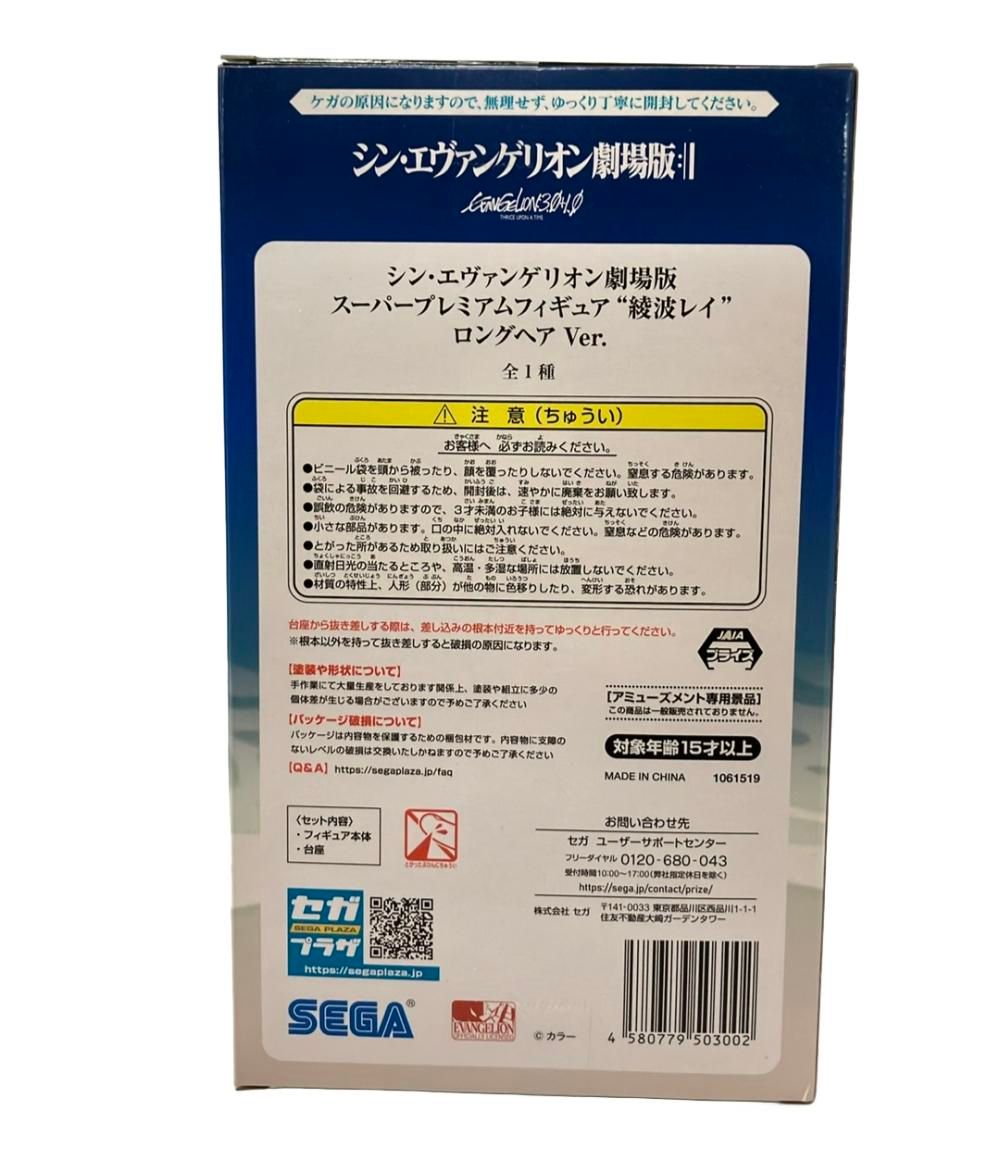 ケガの原因になりますので、無理せず、ゆっくり丁寧に開封してください。
シン・エヴァンゲリオン劇場版:||
EVANGELION:3.0+1.0
THRICE UPON A TIME
シン・エヴァンゲリオン劇場版
スーパープレミアムフィギュア“綾波レイ”
ロングヘア Ver.
全1種
⚠ 注 意(ちゅうい)
お客様へ 必ずお読みください。
●ビニール袋を頭から被ったり、顔を覆ったりしないでください。窒息する危険があります。
●袋による事故を回避するため、開封後は、速やかに廃棄をお願い致します。
●誤飲の危険がありますので、3才未満のお子様には絶対に与えないでください。
●小さな部品があります。口の中に絶対入れないでください。窒息などの危険があります。
●とがった所があるため取り扱いにはご注意ください。
●直射日光の当たるところや、高温・多湿な場所には放置しないでください。
●材質の特性上、人形(部分)が他の物に色移りしたり、変形する恐れがあります。
台座から抜き差しする際は、差し込みの根本付近を持ってゆっくりと行ってください。
※根本以外を持って抜き差しすると破損の原因になります。
【塗装や形状について】
手作業にて大量生産をしております関係上、塗装や組立に多少の
個体差が生じる場合がございますので予めご了承ください
【パッケージ破損について】
パッケージは内容物を保護するための梱包材です。内容物に支障の
ないレベルの破損は交換いたしかねますので予めご了承ください
【Q&A】https://segaplaza.jp/faq
JAIA
プライズ
【アミューズメント専用景品】
この商品は一般販売されておりません。
対象年齢15才以上
MADE IN CHINA 1061519
〈セット内容〉
・フィギュア本体
・台座
とがったぶひんにちゅうい
お問い合わせ先
セガ ユーザーサポートセンター
フリーダイヤル 0120-680-043
受付時間10:00~17:00(弊社指定休日を除く)
https://sega.jp/contact/prize/
株式会社 セガ 〒141-0033 東京都品川区西品川1-1-1
住友不動産大崎ガーデンタワー
セガ
SEGA PLAZA
プラザ
https://segaplaza.jp
SEGA®
EVANGELION
OFFICIALLY LICENSED
© カラー
4 580779 503002